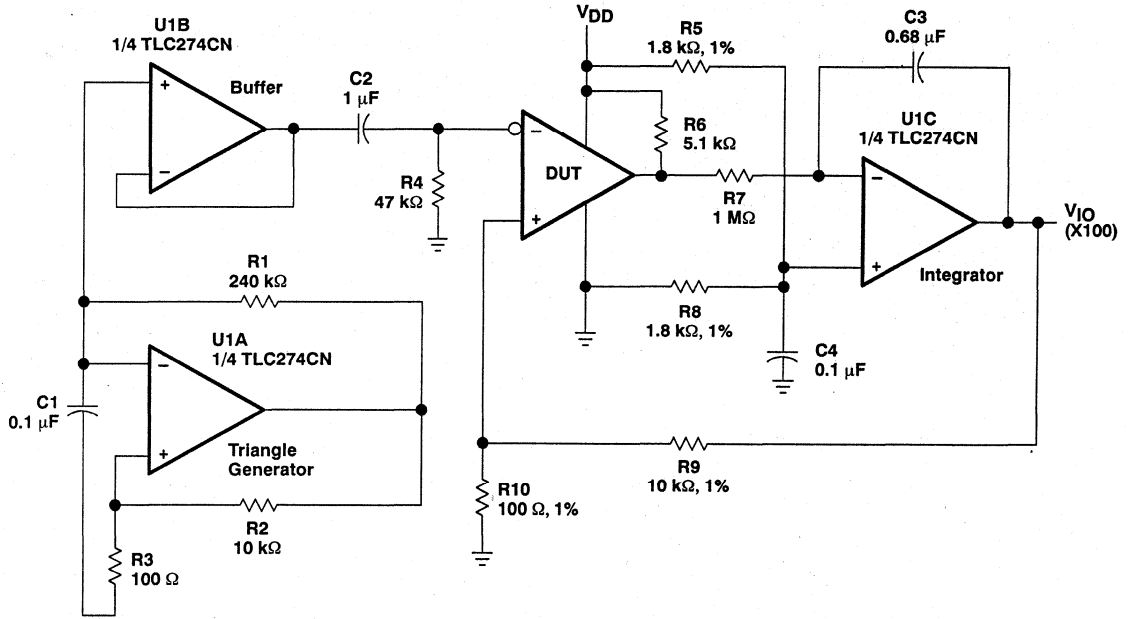 U1B
1/4 TLC274CN
+
−
Buffer
C2
1 μF
R4
47 kΩ
VDD
R5
1.8 kΩ, 1%
R6
5.1 kΩ
−
DUT
+
R7
1 MΩ
C3
0.68 μF
U1C
1/4 TLC274CN
−
+
Integrator
VIO
(X100)
R8
1.8 kΩ, 1%
C4
0.1 μF
R1
240 kΩ
U1A
1/4 TLC274CN
−
+
C1
0.1 μF
Triangle
Generator
R2
10 kΩ
R3
100 Ω
R9
10 kΩ, 1%
R10
100 Ω, 1%